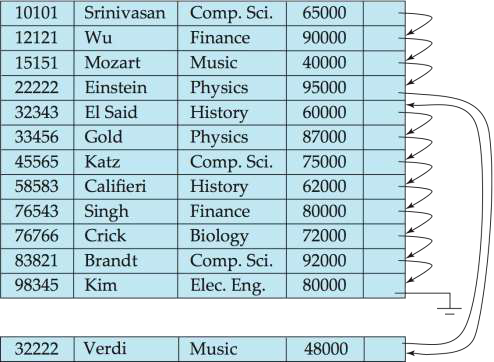 10101 Srinivasan Comp. Sci. 65000
12121 Wu Finance 90000
15151 Mozart Music 40000
22222 Einstein Physics 95000
32343 El Said History 60000
33456 Gold Physics 87000
45565 Katz Comp. Sci. 75000
58583 Califieri History 62000
76543 Singh Finance 80000
76766 Crick Biology 72000
83821 Brandt Comp. Sci. 92000
98345 Kim Elec. Eng. 80000
32222 Verdi Music 48000